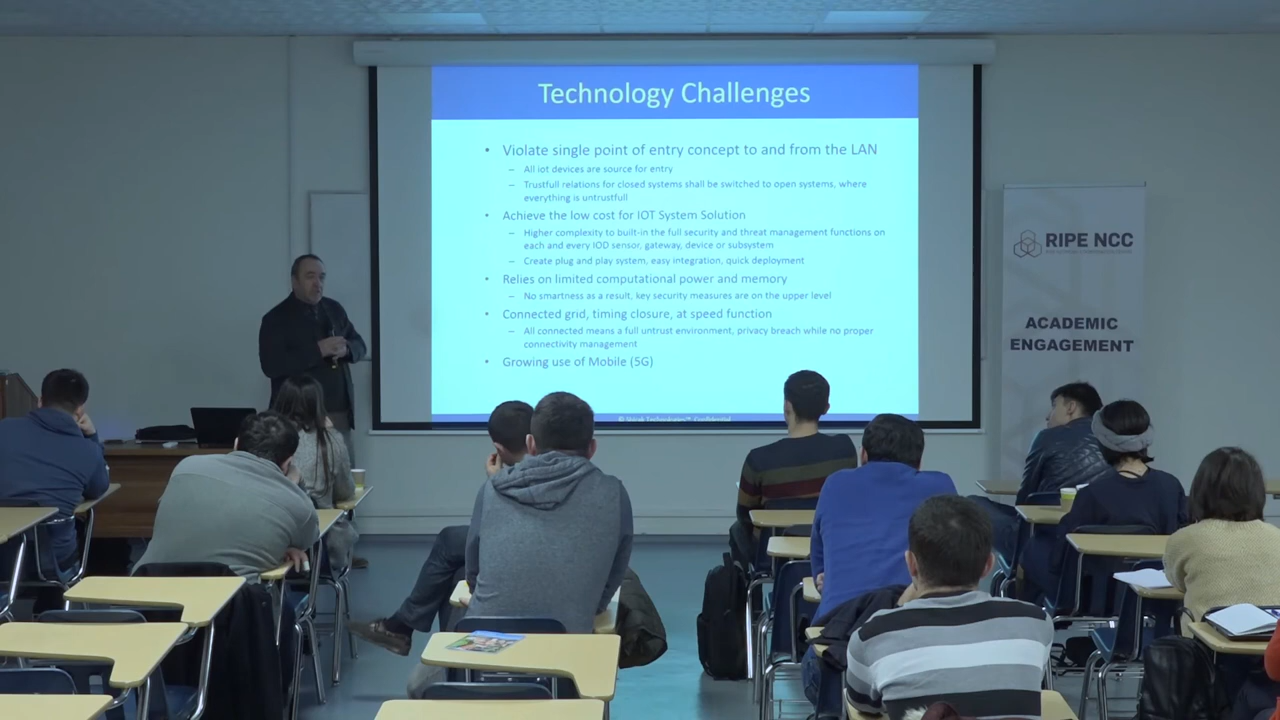 Technology Challenges
• Violate single point of entry concept to and from the LAN
– All iot devices are source for entry
– Trustfull relations for closed systems shall be switched to open systems, where
everything is untrustfull
• Achieve the low cost for IOT System Solution
– Higher complexity to built-in the full security and threat management functions on
each and every IOD sensor, gateway, device or subsystem
– Create plug and play system, easy integration, quick deployment
• Relies on limited computational power and memory
– No smartness as a result, key security measures are on the upper level
• Connected grid, timing closure, at speed function
– All connected means a full untrust environment, privacy breach while no proper
connectivity management
• Growing use of Mobile (5G)
Technologies™ Confidential
RIPE NCC
ACADEMIC
ENGAGEMENT